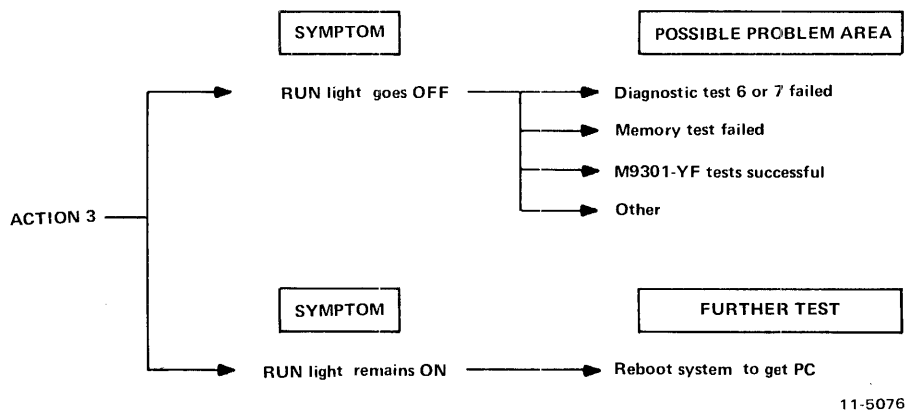 SYMPTOM
POSSIBLE PROBLEM AREA
RUN light goes OFF
Diagnostic test 6 or 7 failed
Memory test failed
M9301-YF tests successful
Other
ACTION 3
SYMPTOM
FURTHER TEST
RUN light remains ON
Reboot system to get PC
11-5076